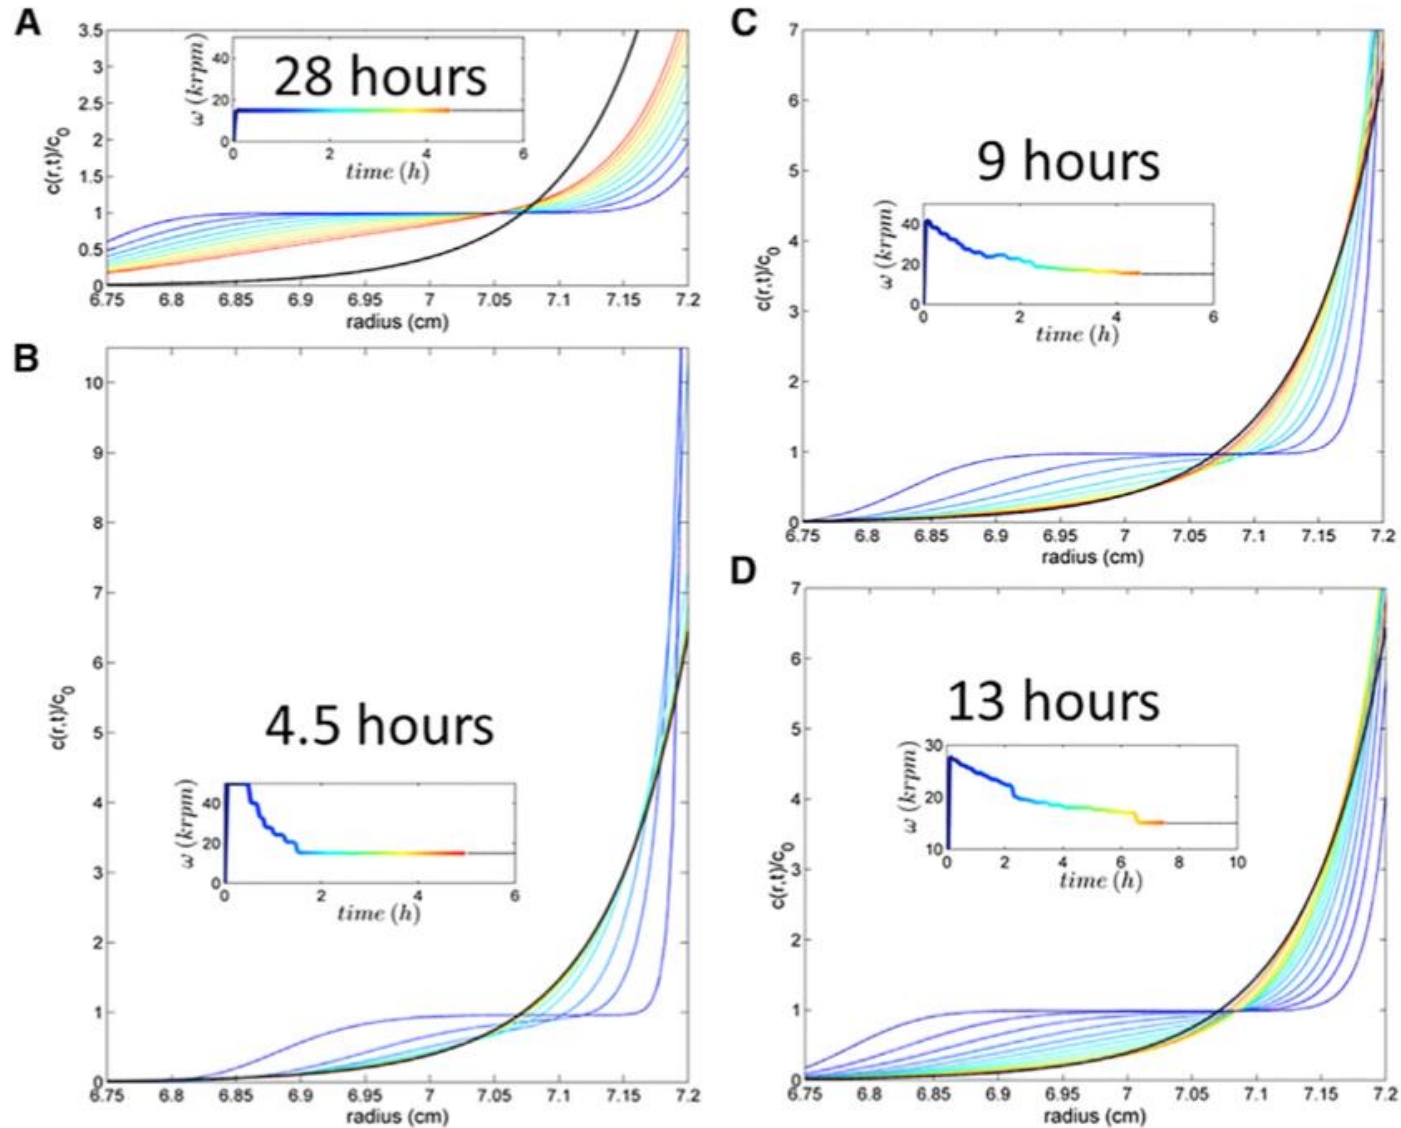 A
3.5
3
2.5
2
1.5
1
0.5
0
c(r,t)/c0
28 hours
ω (krpm)
40
20
0
0 2 4 6
time (h)
6.75 6.8 6.85 6.9 6.95 7 7.05 7.1 7.15 7.2
radius (cm)
B
10
9
8
7
6
5
4
3
2
1
0
c(r,t)/c0
4.5 hours
ω (krpm)
40
20
0
0 2 4 6
time (h)
6.75 6.8 6.85 6.9 6.95 7 7.05 7.1 7.15 7.2
radius (cm)
C
7
6
5
4
3
2
1
0
c(r,t)/c0
9 hours
ω (krpm)
40
20
0
0 2 4 6
time (h)
6.75 6.8 6.85 6.9 6.95 7 7.05 7.1 7.15 7.2
radius (cm)
D
7
6
5
4
3
2
1
0
c(r,t)/c0
13 hours
ω (krpm)
30
20
10
0 2 4 6 8 10
time (h)
6.75 6.8 6.85 6.9 6.95 7 7.05 7.1 7.15 7.2
radius (cm)